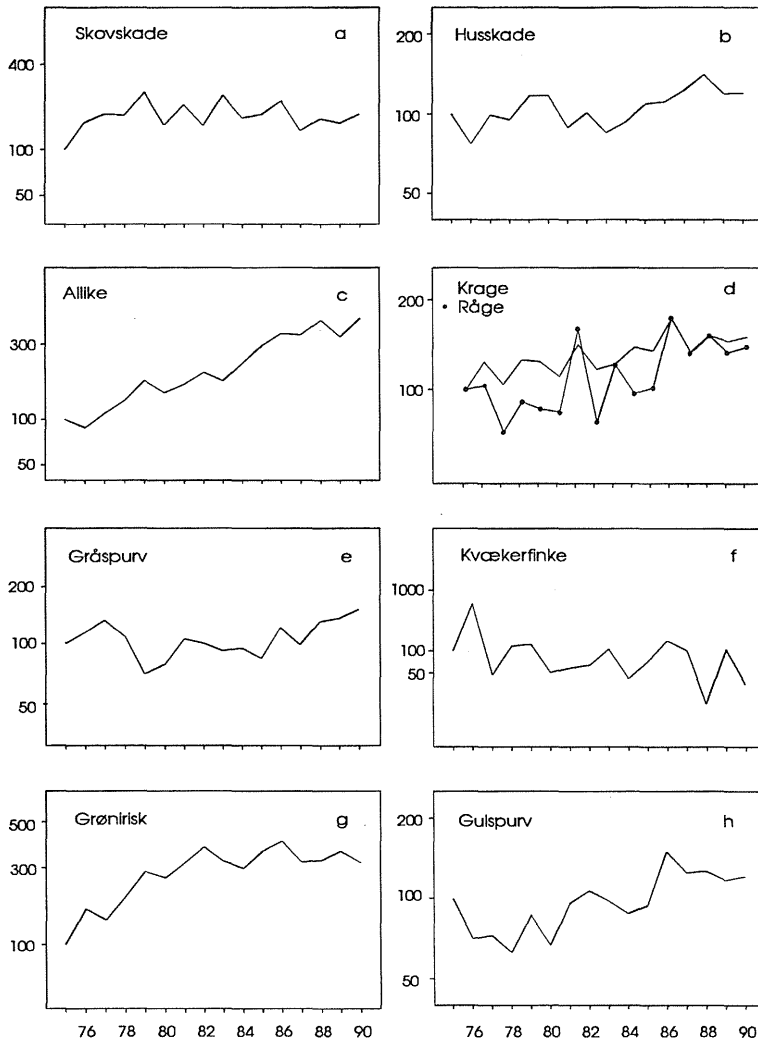 Skovskade a
400
100
50
Husskade b
200
100
50
Allike c
300
100
50
Krage d
Råge
200
100
Gråspurv e
200
100
50
Kvækerfinke f
1000
100
50
Grønirisk g
500
300
100
76 78 80 82 84 86 88 90
Gulspurv h
200
100
50
76 78 80 82 84 86 88 90